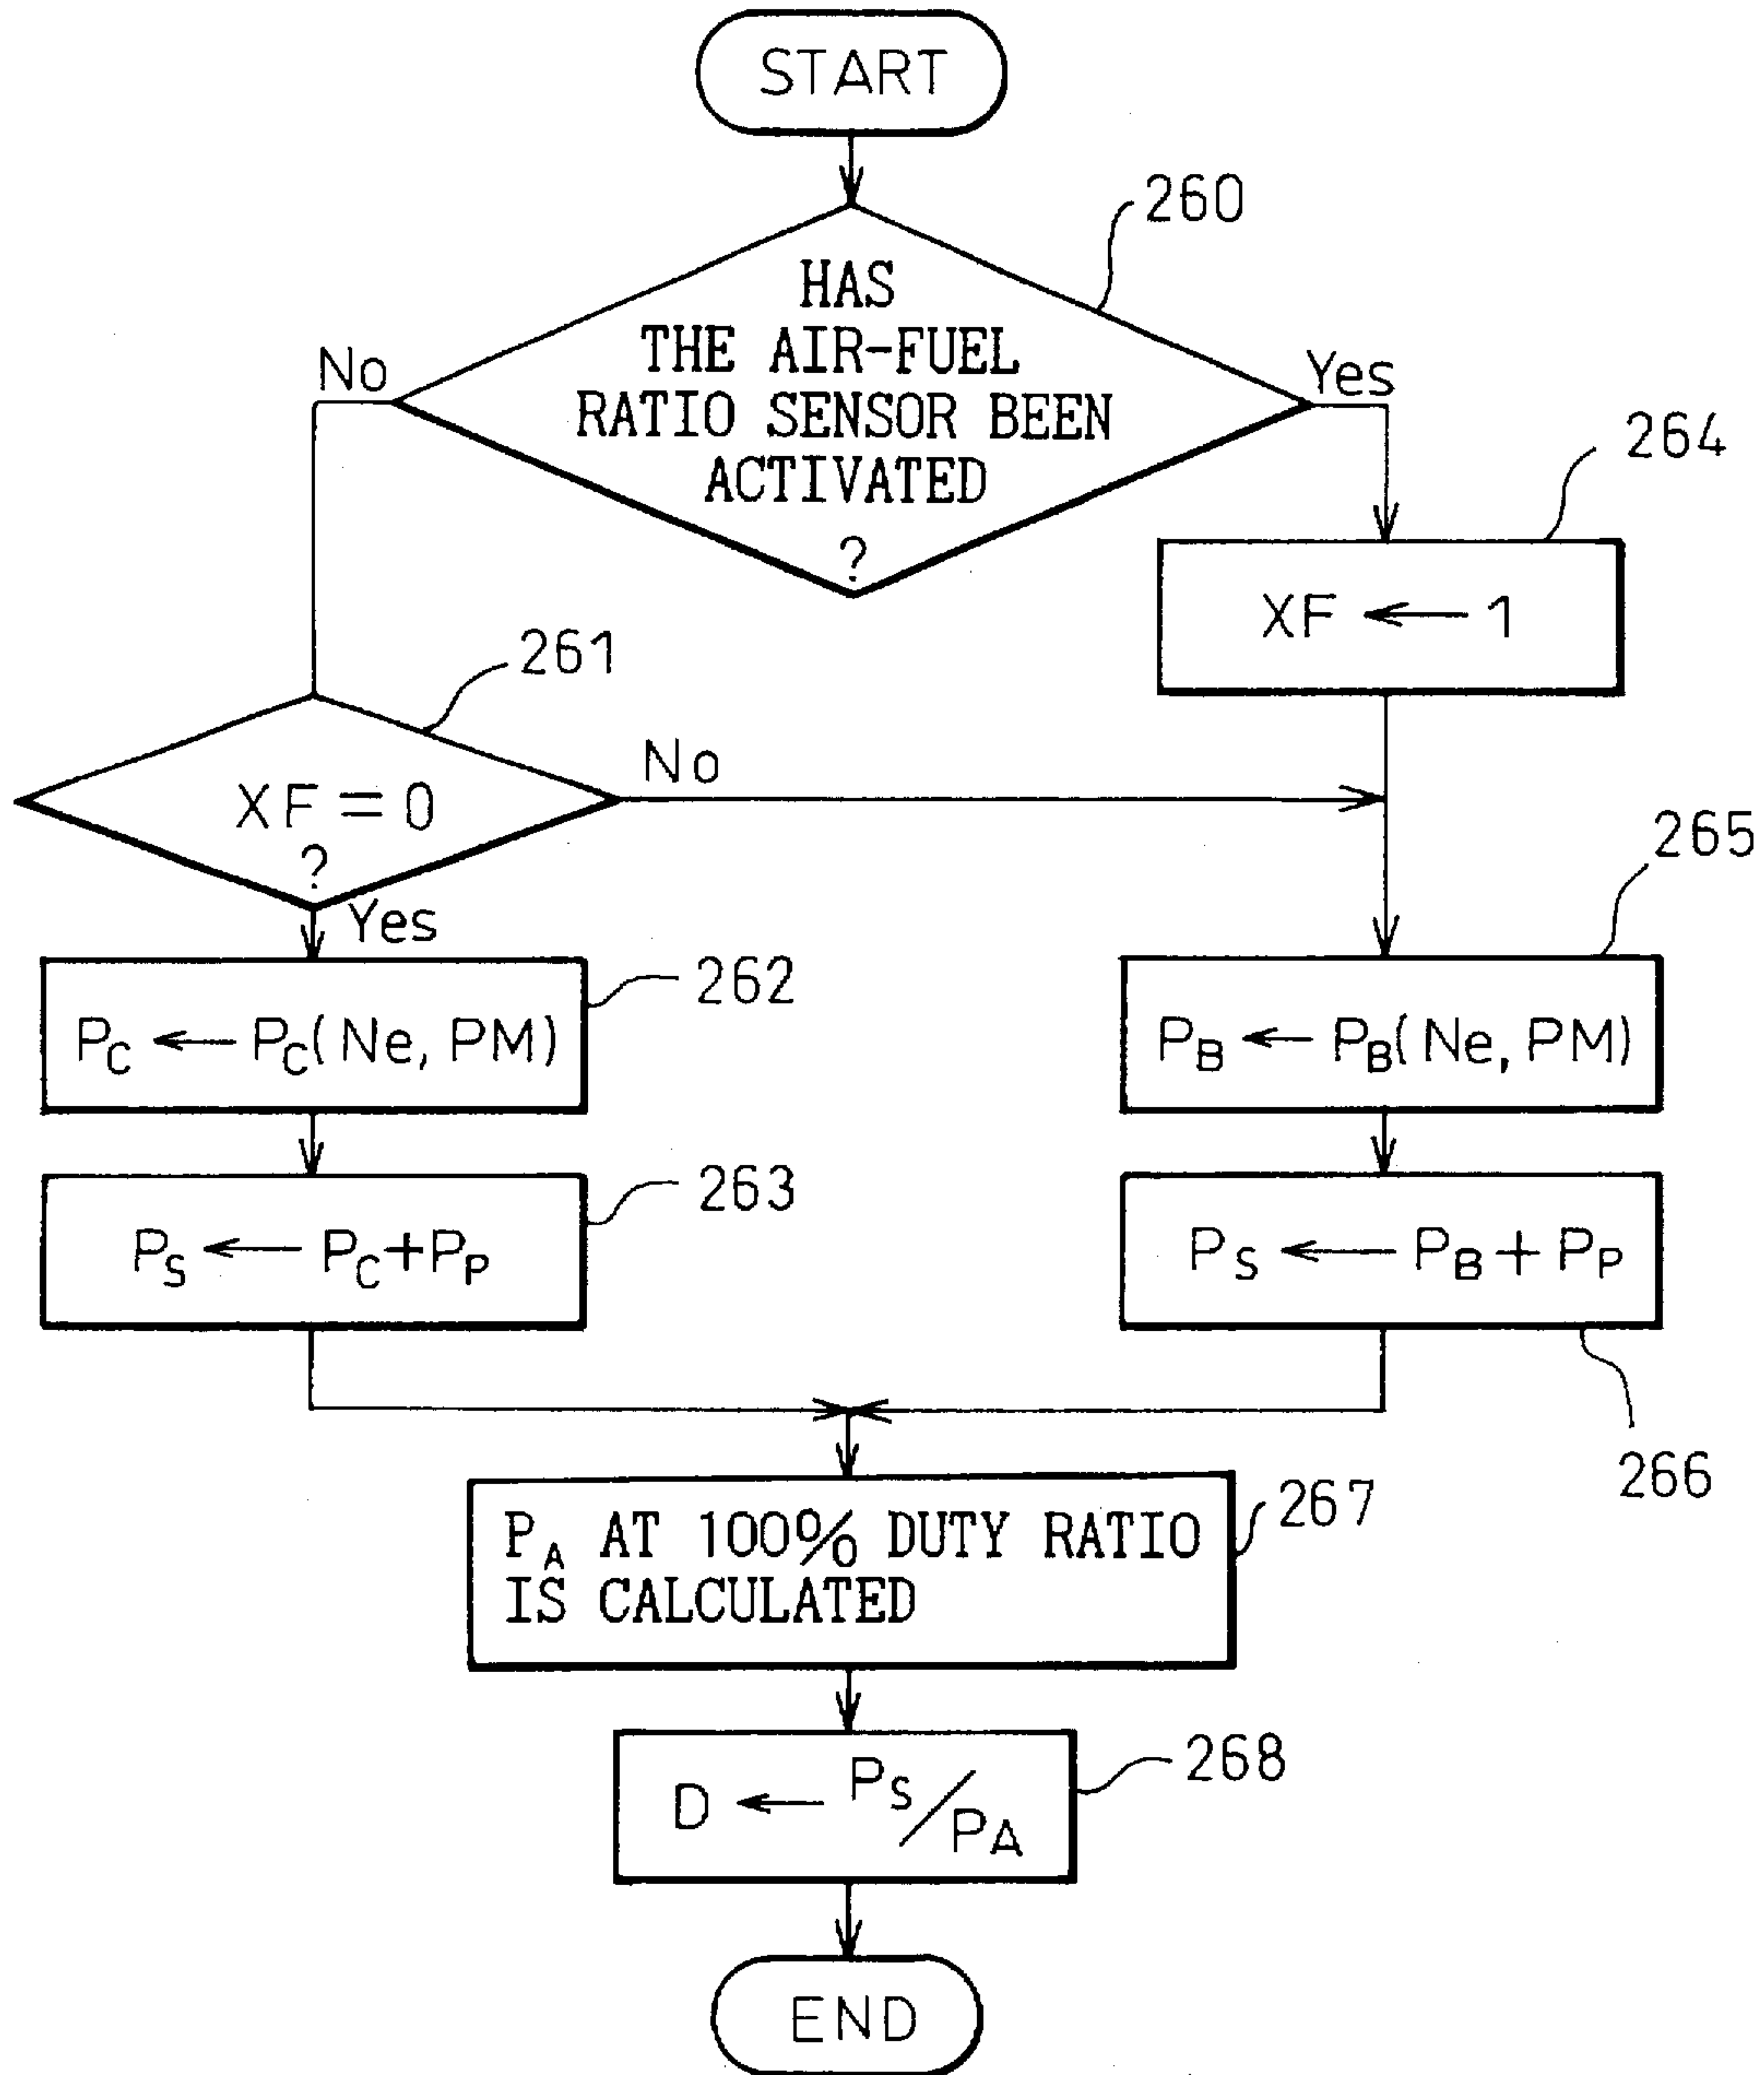 START
260
HAS
THE AIR-FUEL
RATIO SENSOR BEEN
ACTIVATED
?
No
Yes
264
XF ← 1
261
XF = 0
?
No
Yes
262
P_C ← P_C(Ne, PM)
265
P_B ← P_B(Ne, PM)
263
P_S ← P_C+P_P
P_S ← P_B + P_P
266
267
P_A AT 100% DUTY RATIO
IS CALCULATED
268
D ← P_S/P_A
END